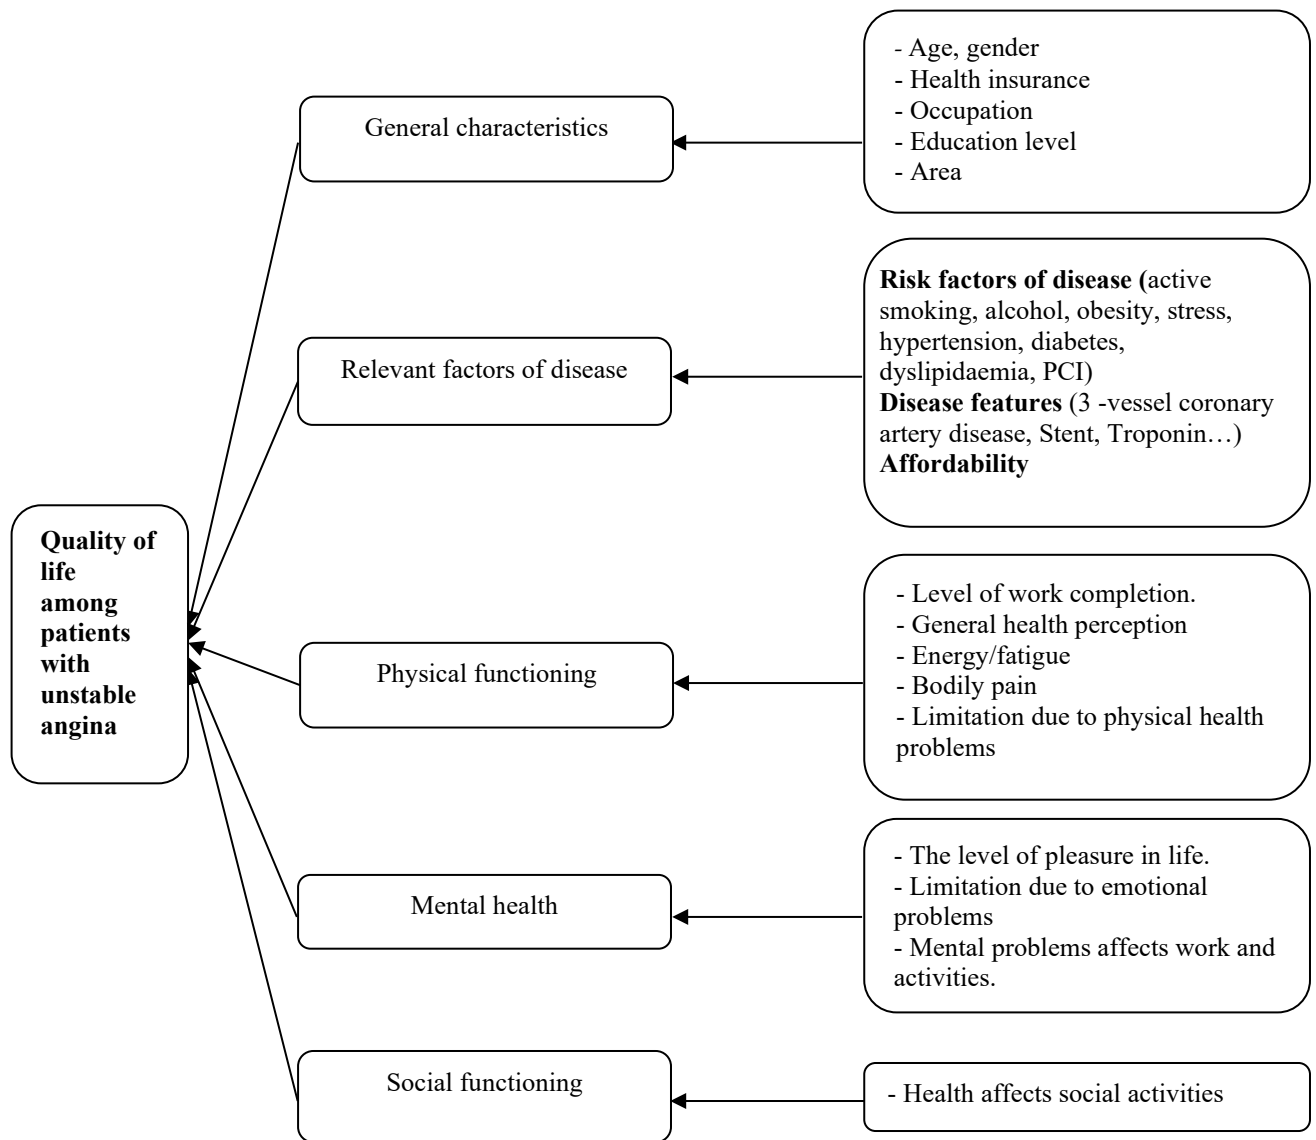 General characteristics
- Age, gender
- Health insurance
- Occupation
- Education level
- Area
Relevant factors of disease
Risk factors of disease (active
smoking, alcohol, obesity, stress,
hypertension, diabetes,
dyslipidaemia, PCI)
Disease features (3 -vessel coronary
artery disease, Stent, Troponin…)
Affordability
Quality of
life
among
patients
with
unstable
angina
Physical functioning
- Level of work completion.
- General health perception
- Energy/fatigue
- Bodily pain
- Limitation due to physical health
problems
Mental health
- The level of pleasure in life.
- Limitation due to emotional
problems
- Mental problems affects work and
activities.
Social functioning
- Health affects social activities